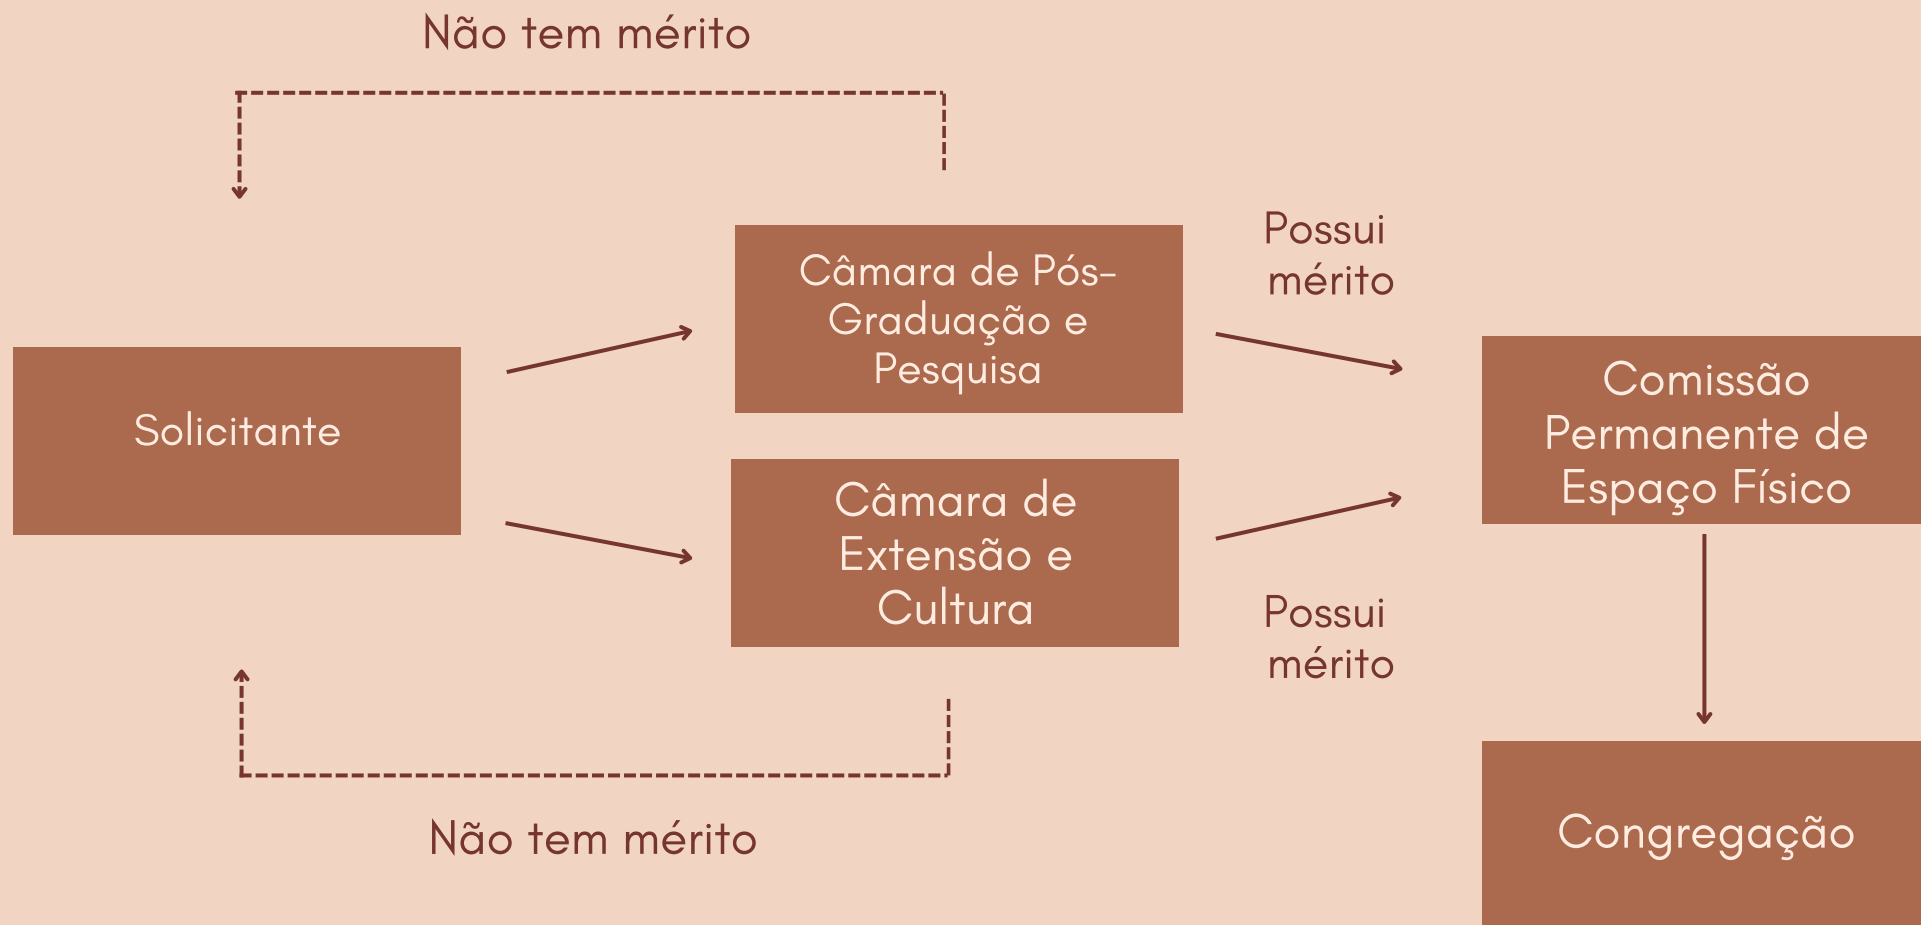 Não tem mérito
Solicitante
Câmara de Pós-
Graduação e
Pesquisa
Câmara de
Extensão e
Cultura
Possui
mérito
Possui
mérito
Comissão
Permanente de
Espaço Físico
Congregação
Não tem mérito